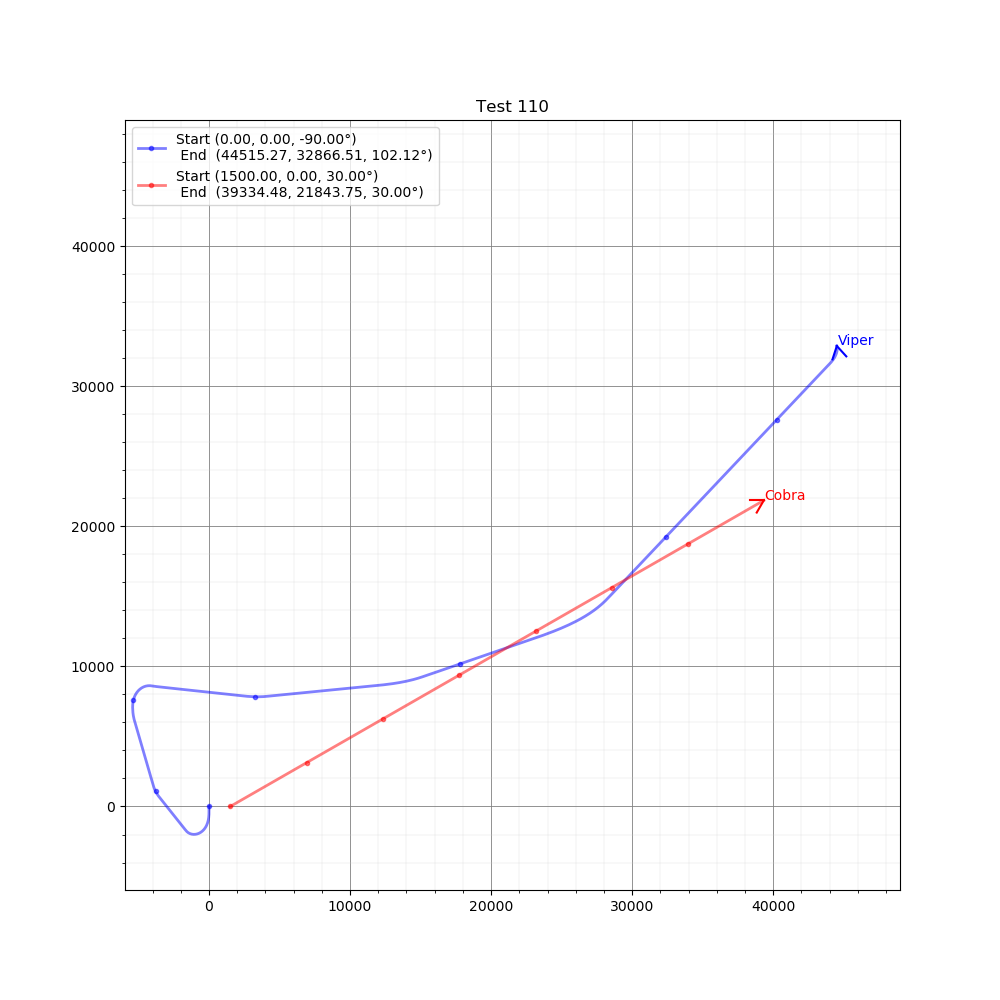 Test 110
Start (0.00, 0.00, -90.00°)
End (44515.27, 32866.51, 102.12°)
Start (1500.00, 0.00, 30.00°)
End (39334.48, 21843.75, 30.00°)
40000
30000
20000
10000
0
Viper
Cobra
0
10000
20000
30000
40000